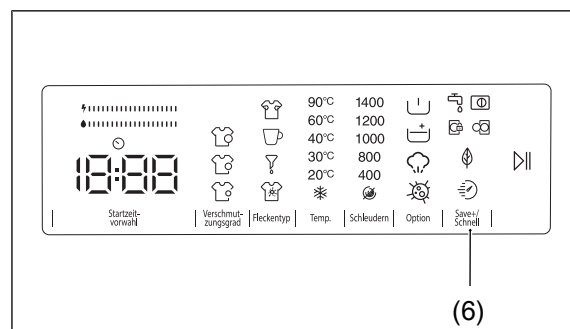 18:88
90°C
60°C
40°C
30°C
20°C
1400
1200
1000
800
400
Startzeit-
vorwahl
Verschmut-
zungsgrad
Fleckentyp
Temp.
Schleudern
Option
Save+/
Schnell
(6)